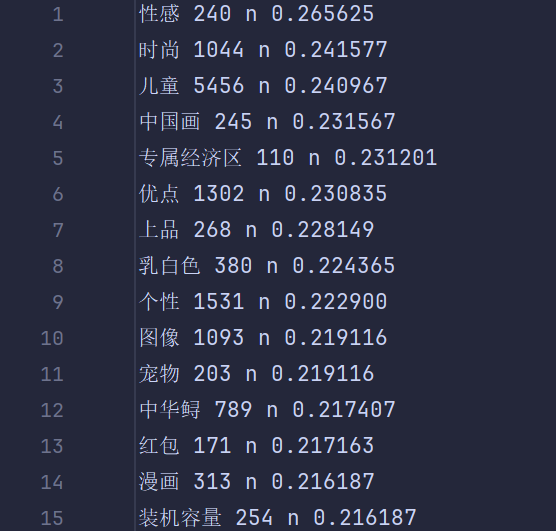 1 性感 240 n 0.265625
2 时尚 1044 n 0.241577
3 儿童 5456 n 0.240967
4 中国画 245 n 0.231567
5 专属经济区 110 n 0.231201
6 优点 1302 n 0.230835
7 上品 268 n 0.228149
8 乳白色 380 n 0.224365
9 个性 1531 n 0.222900
10 图像 1093 n 0.219116
11 宠物 203 n 0.219116
12 中华鲟 789 n 0.217407
13 红包 171 n 0.217163
14 漫画 313 n 0.216187
15 装机容量 254 n 0.216187